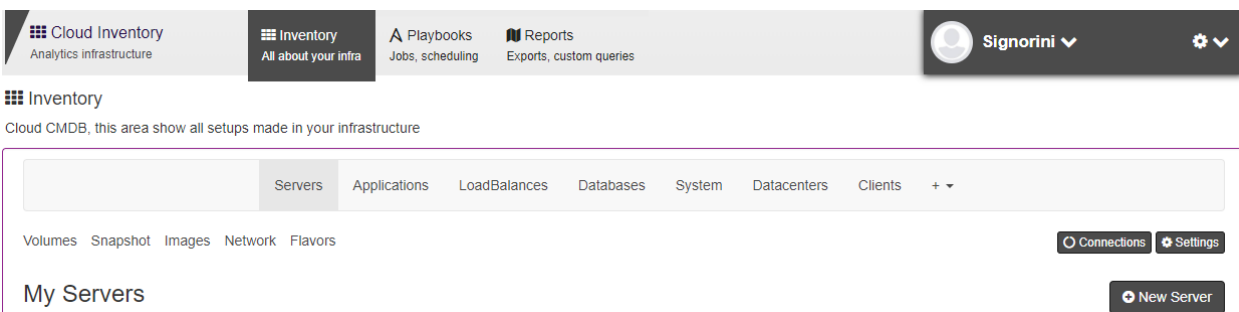 Cloud Inventory
Analytics infrastructure
Inventory
All about your infra
Playbooks
Jobs, scheduling
Reports
Exports, custom queries
Signorini
Inventory
Cloud CMDB, this area show all setups made in your infrastructure
Servers Applications LoadBalances Databases System Datacenters Clients +
Volumes Snapshot Images Network Flavors Connections Settings
My Servers New Server